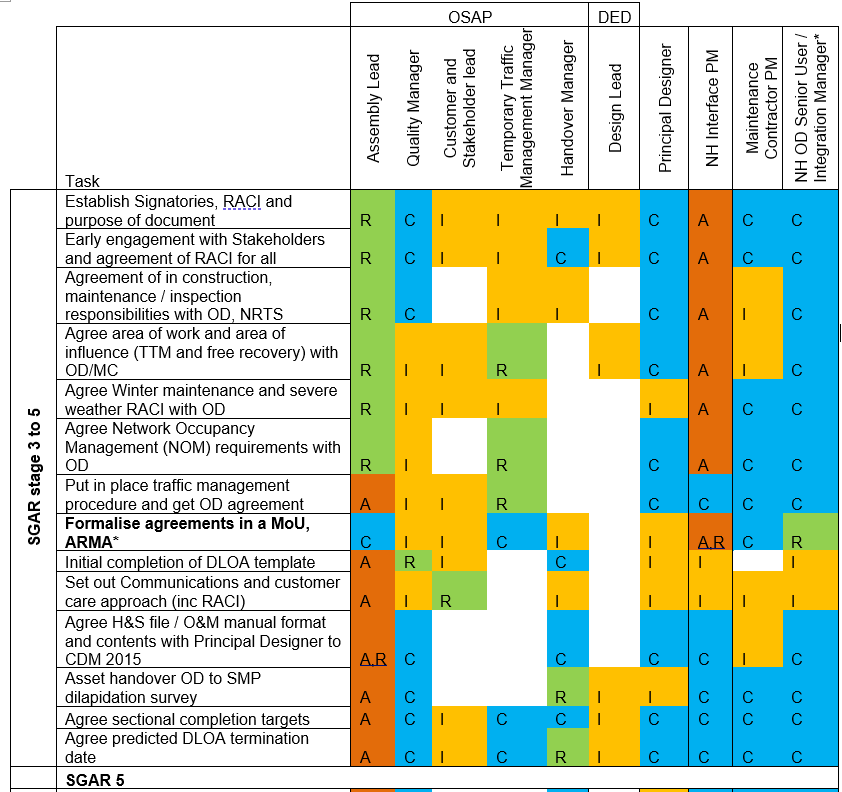 OSAP DED
Task Assembly Lead Quality Manager Customer and Stakeholder lead Temporary Traffic Management Manager Handover Manager Design Lead Principal Designer NH Interface PM Maintenance Contractor PM NH OD Senior User / Integration Manager*
SGAR stage 3 to 5
Establish Signatories, RACI and
purpose of document R C I I I I C A C C
Early engagement with Stakeholders
and agreement of RACI for all R C I I C I C A C C
Agreement of in construction,
maintenance / inspection
responsibilities with OD, NRTS R C I I C A I C
Agree area of work and area of
influence (TTM and free recovery) with
OD/MC R I I R I C A I C
Agree Winter maintenance and severe
weather RACI with OD R I I I I A C C
Agree Network Occupancy
Management (NOM) requirements with
OD R I R C A C C
Put in place traffic management
procedure and get OD agreement A I I R C C C C
Formalise agreements in a MoU,
ARMA* C I I C I I A,R C R
Initial completion of DLOA template A R I C I I I
Set out Communications and customer
care approach (inc RACI) A I R I I I I I
Agree H&S file / O&M manual format
and contents with Principal Designer to
CDM 2015 A,R C C C C I C
Asset handover OD to SMP
dilapidation survey A C R I I C C C
Agree sectional completion targets A C I C C I C C C C
Agree predicted DLOA termination
date A C I C R I C C C C
SGAR 5